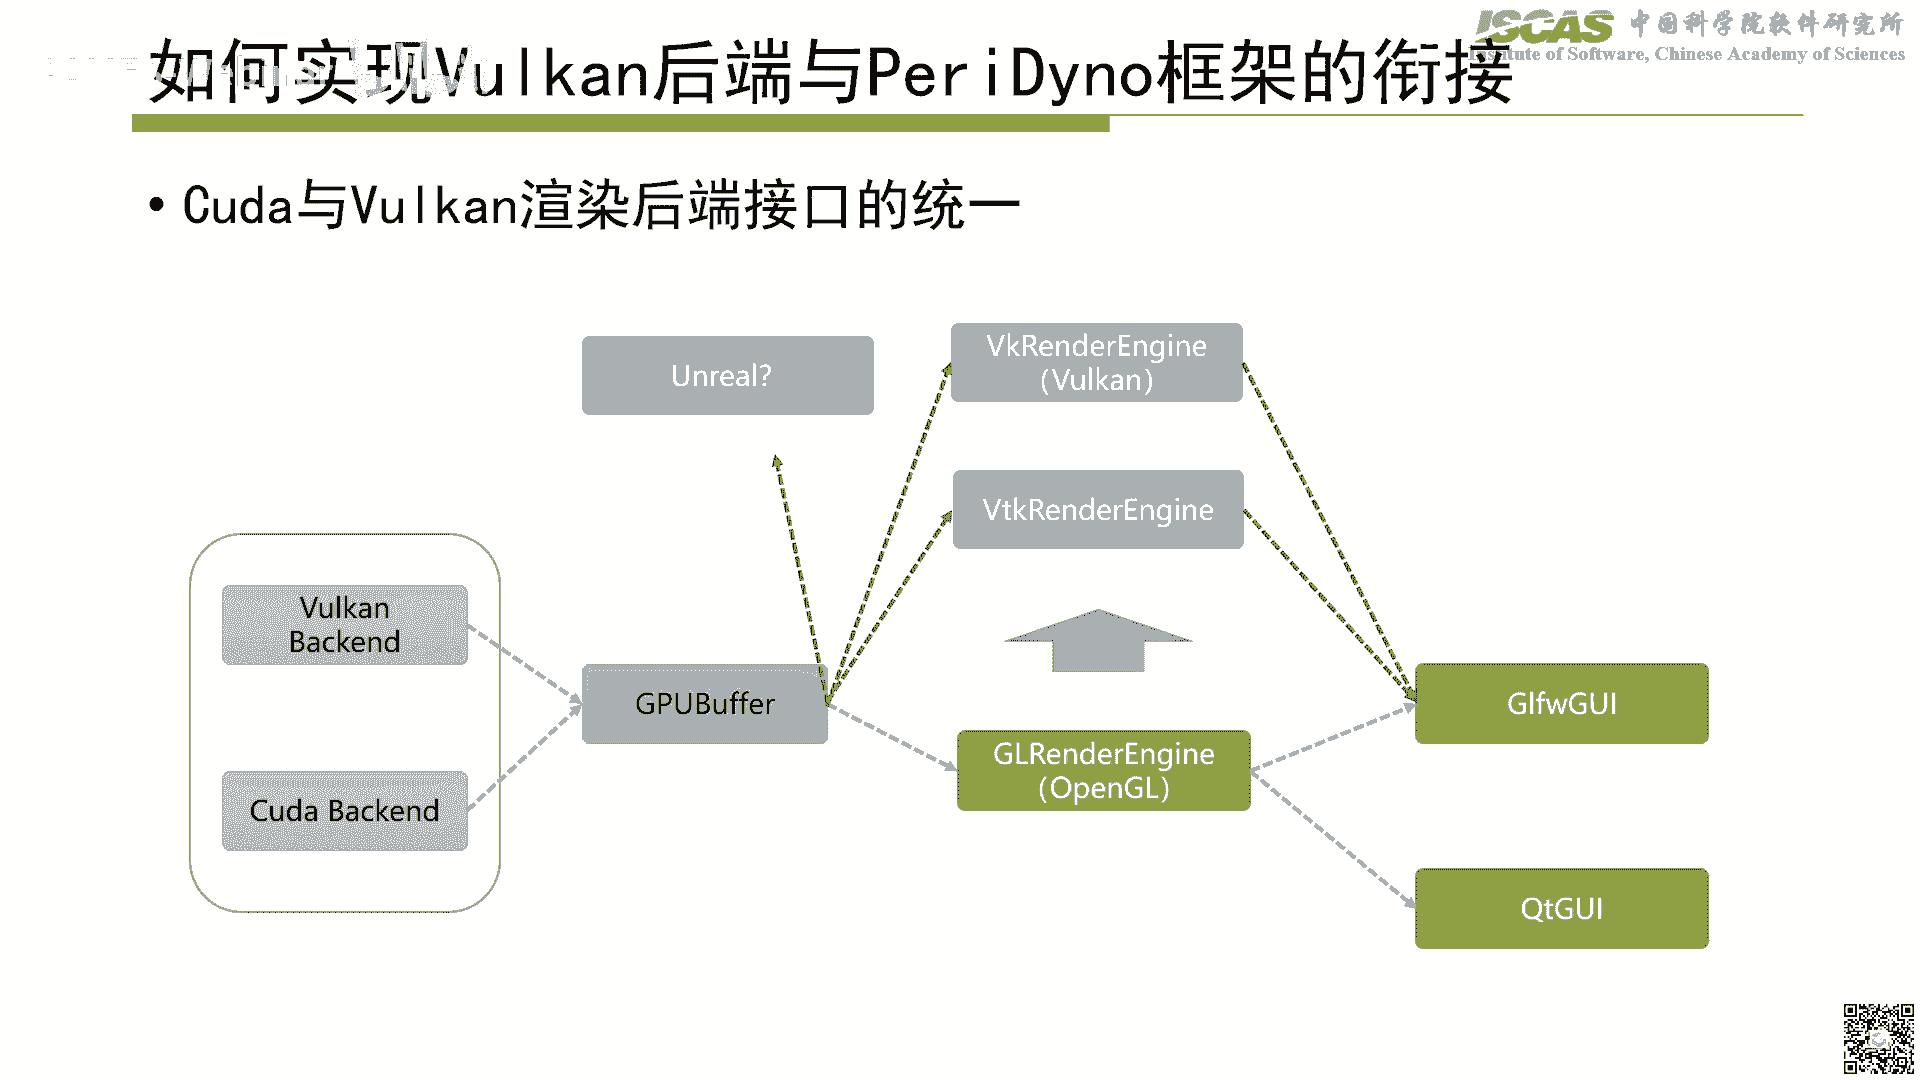 ISCAS 中国科学院软件研究所
Institute of Software, Chinese Academy of Sciences
如何实现Vulkan后端与PeriDyno框架的衔接
• Cuda与Vulkan渲染后端接口的统一
Unreal?
VkRenderEngine
(Vulkan)
VtkRenderEngine
Vulkan
Backend
GPUBuffer
GlfwGUI
GLRenderEngine
(OpenGL)
Cuda Backend
QtGUI